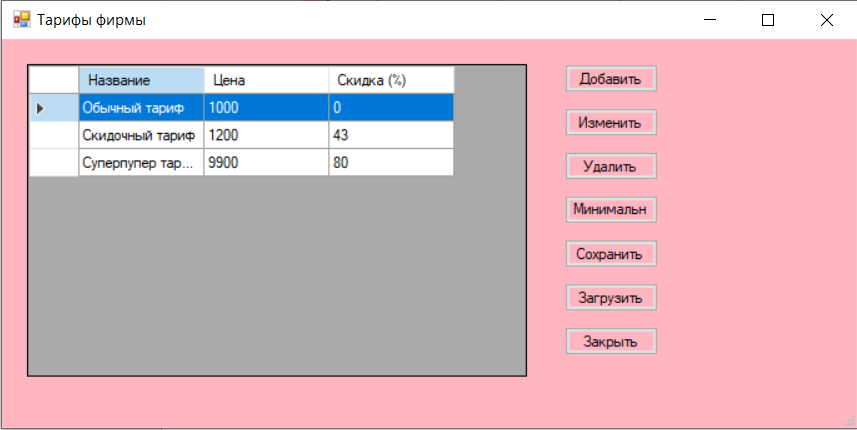 Тарифы фирмы
Название Цена Скидка (%)
Обычный тариф 1000 0
Скидочный тариф 1200 43
Суперпупер тар... 9900 80
Добавить
Изменить
Удалить
Минимальн
Сохранить
Загрузить
Закрыть